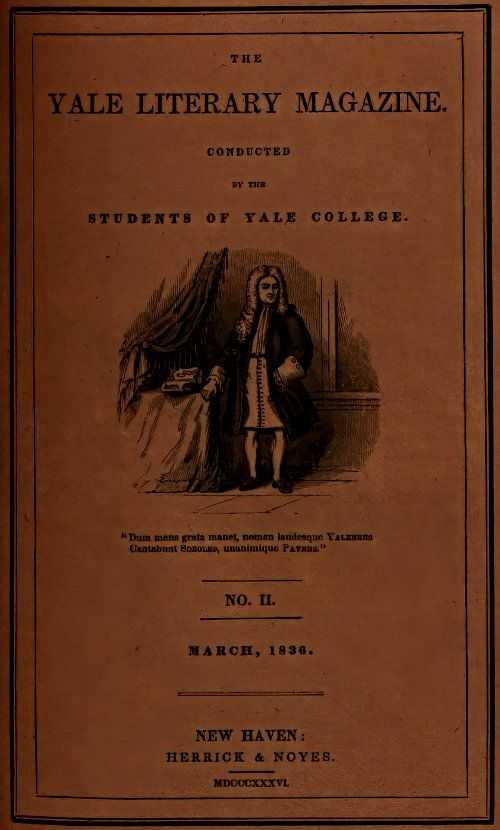 THE
YALE LITERARY MAGAZINE.
CONDUCTED
BY THE
STUDENTS OF YALE COLLEGE.
"Dum mens grata manet, nomen laudesque YALENSES
Cantabunt SOBOLES, unanimique PATRES."
NO. II.
MARCH, 1836.
NEW HAVEN:
HERRICK & NOYES.
MDCCCXXXVI.